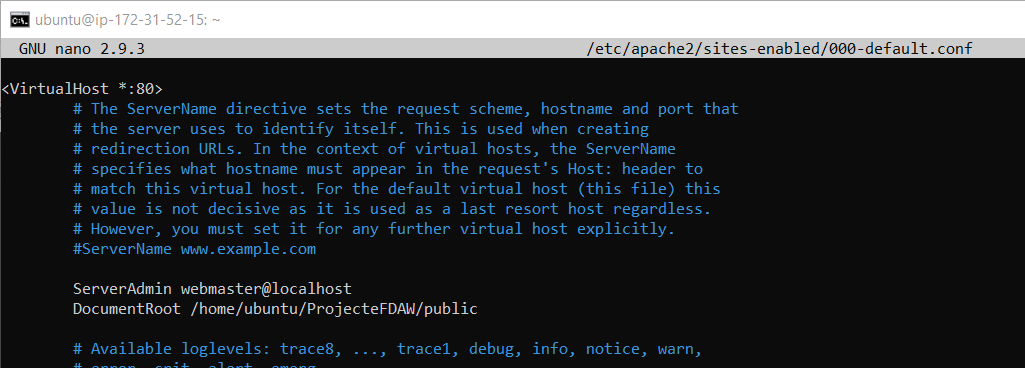 ubuntu@ip-172-31-52-15: ~
GNU nano 2.9.3 /etc/apache2/sites-enabled/000-default.conf
<VirtualHost *:80>
# The ServerName directive sets the request scheme, hostname and port that
# the server uses to identify itself. This is used when creating
# redirection URLs. In the context of virtual hosts, the ServerName
# specifies what hostname must appear in the request's Host: header to
# match this virtual host. For the default virtual host (this file) this
# value is not decisive as it is used as a last resort host regardless.
# However, you must set it for any further virtual host explicitly.
#ServerName www.example.com
ServerAdmin webmaster@localhost
DocumentRoot /home/ubuntu/ProjecteFDAW/public
# Available loglevels: trace8, ..., trace1, debug, info, notice, warn,
# error, crit, alert, emerg.